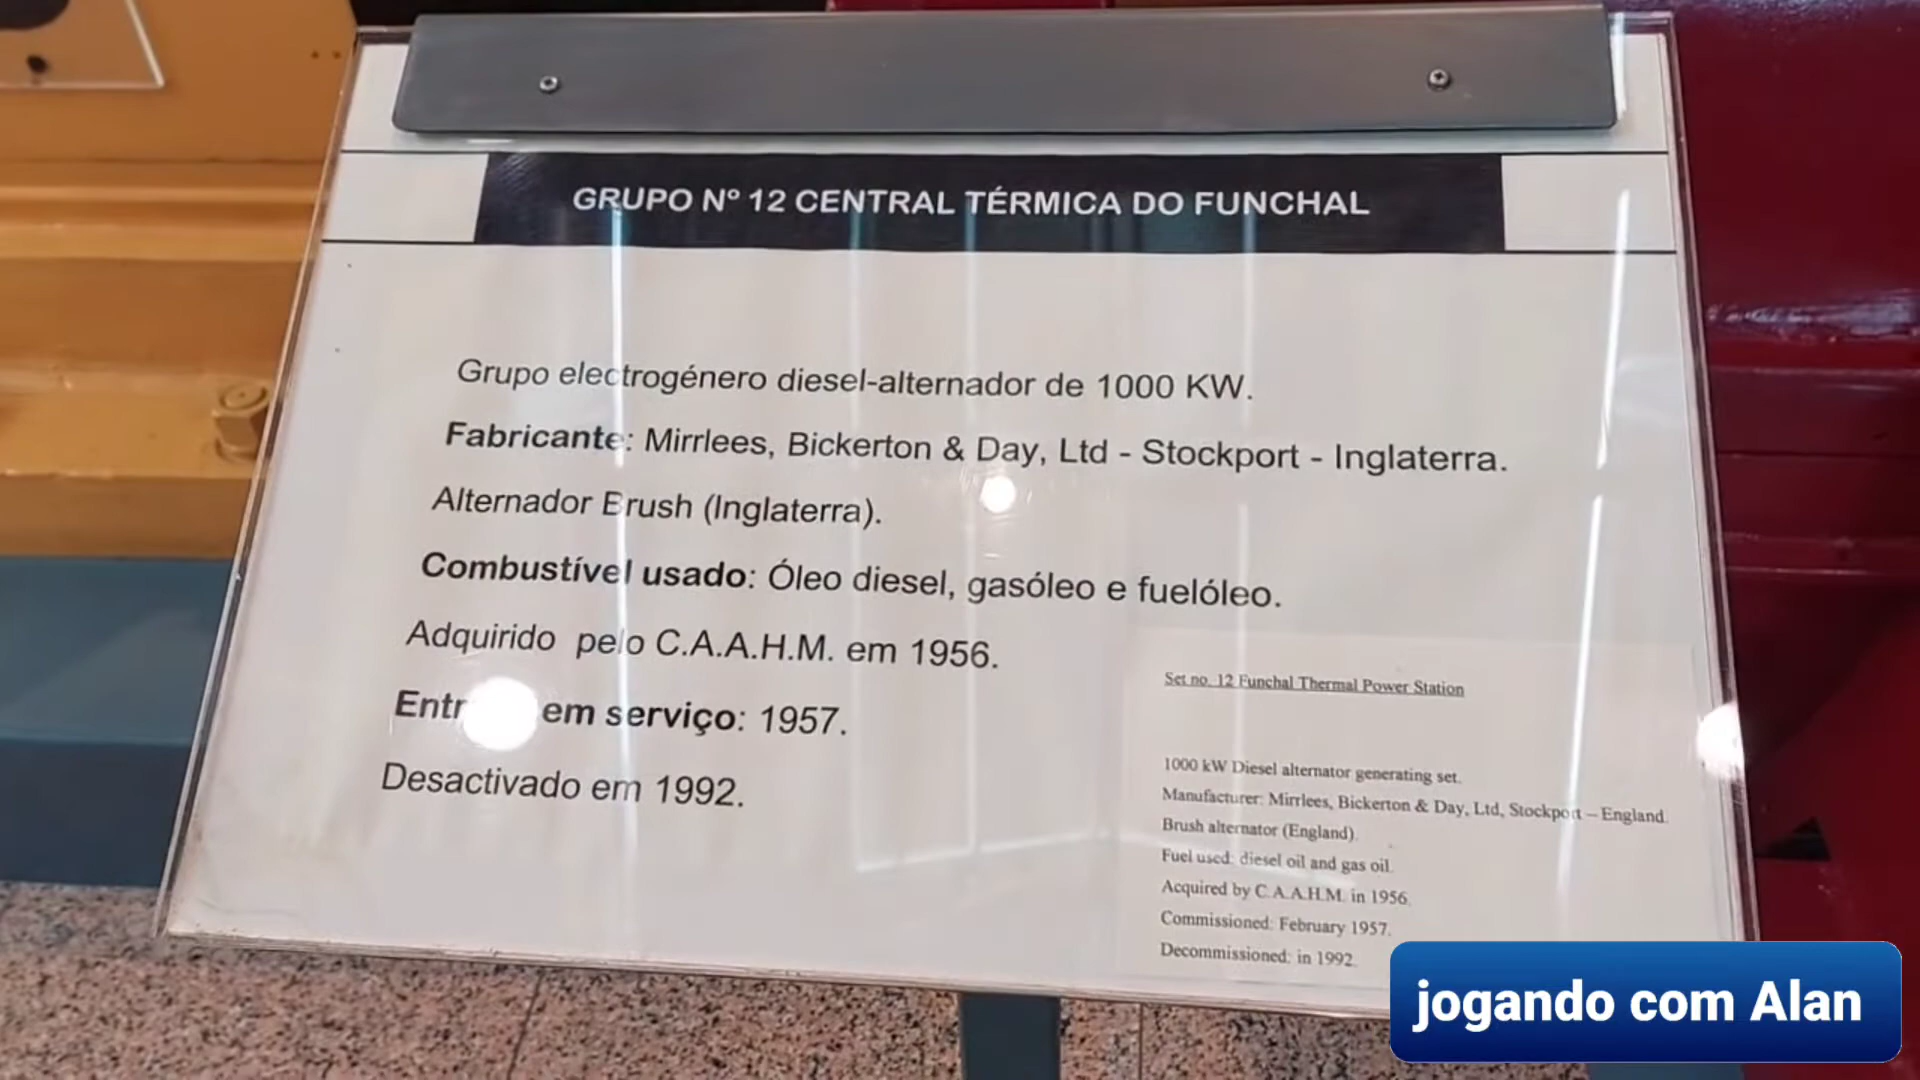 GRUPO Nº 12 CENTRAL TÉRMICA DO FUNCHAL
Grupo electrogénero diesel-alternador de 1000 KW.
Fabricante: Mirrlees, Bickerton & Day, Ltd - Stockport - Inglaterra.
Alternador Brush (Inglaterra).
Combustível usado: Óleo diesel, gasóleo e fuelóleo.
Adquirido pelo C.A.A.H.M. em 1956.
em serviço: 1957.
Desactivado em 1992.
Set no. 12 Funchal Thermal Power Station
1000 kW Diesel alternator generating set.
Manufacturer: Mirrlees, Bickerton & Day, Ltd, Stockport – England.
Brush alternator (England).
Fuel used: diesel oil and gas oil.
Acquired by C.A.A.H.M. in 1956.
Commissioned: February 1957.
Decommissioned: in 1992.
jogando com Alan